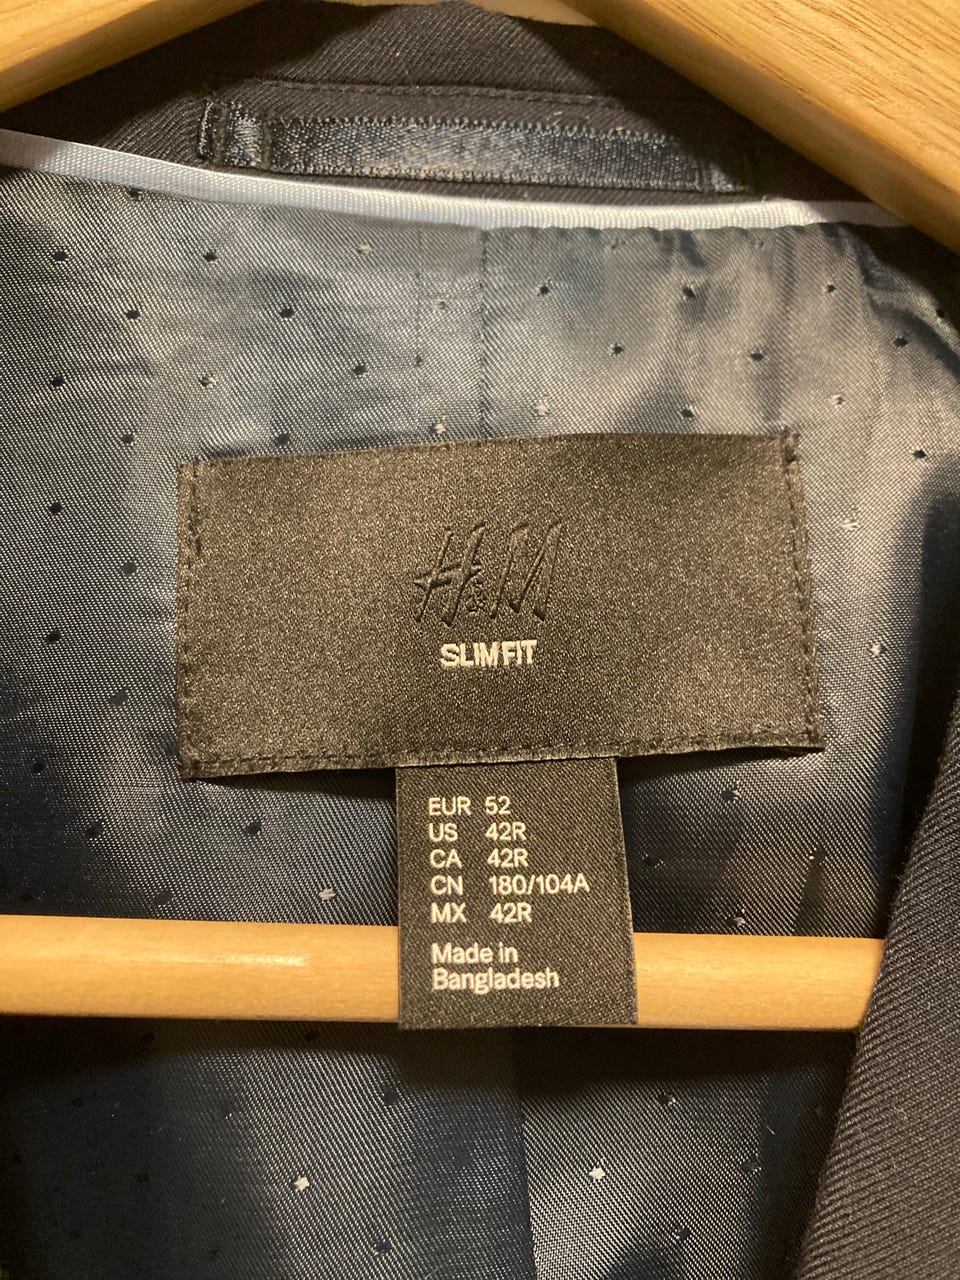 H&M
SLIM FIT
EUR 52
US 42R
CA 42R
CN 180/104A
MX 42R
Made in
Bangladesh